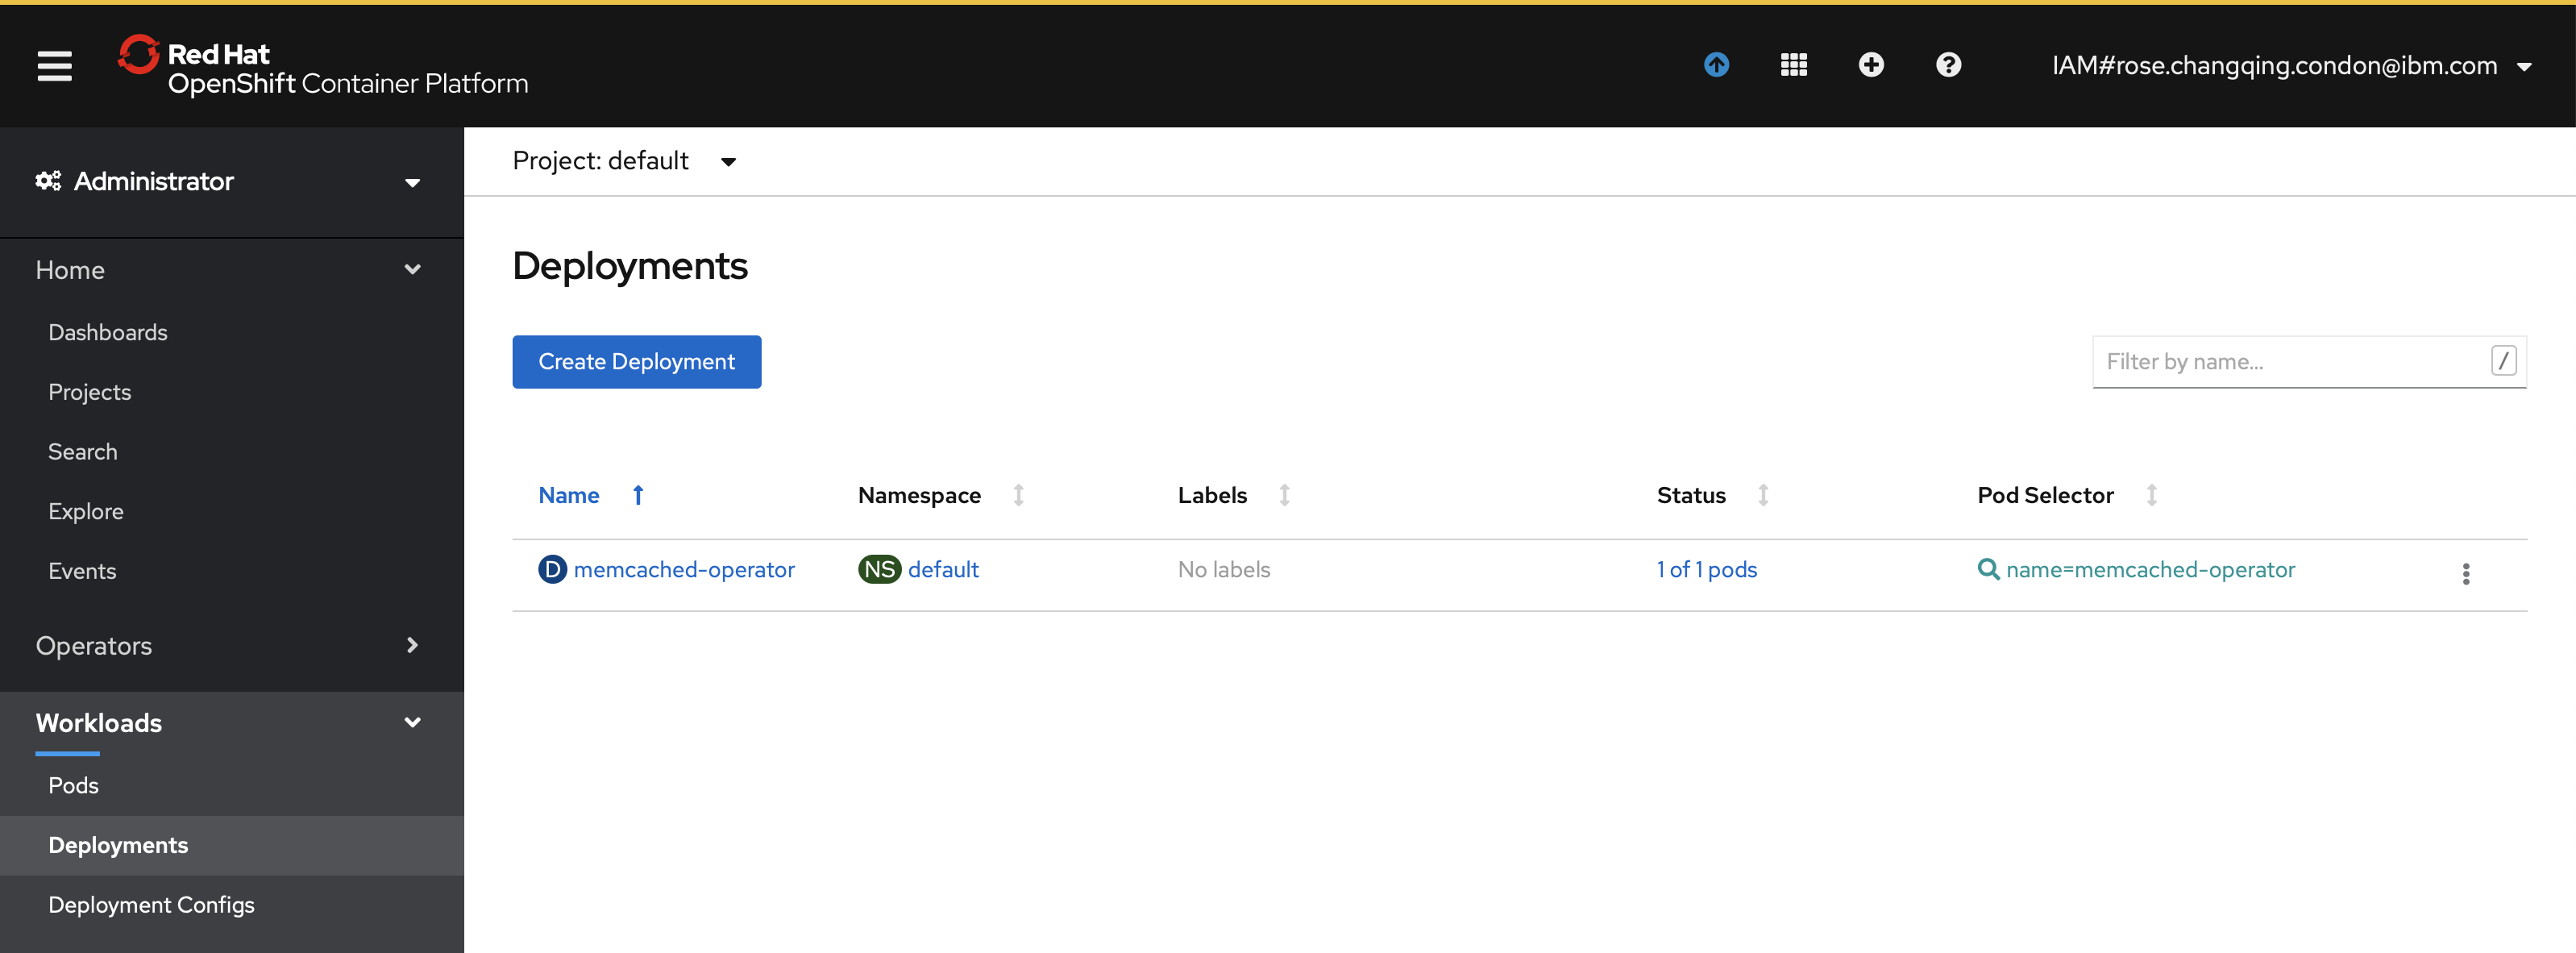 Red Hat
OpenShift Container Platform
IAM#rose.changqing.condon@ibm.com
Administrator
Home
Dashboards
Projects
Search
Explore
Events
Operators
Workloads
Pods
Deployments
Deployment Configs
Project: default
Deployments
Create Deployment
Filter by name... /
Name Namespace Labels Status Pod Selector
D memcached-operator NS default No labels 1 of 1 pods name=memcached-operator